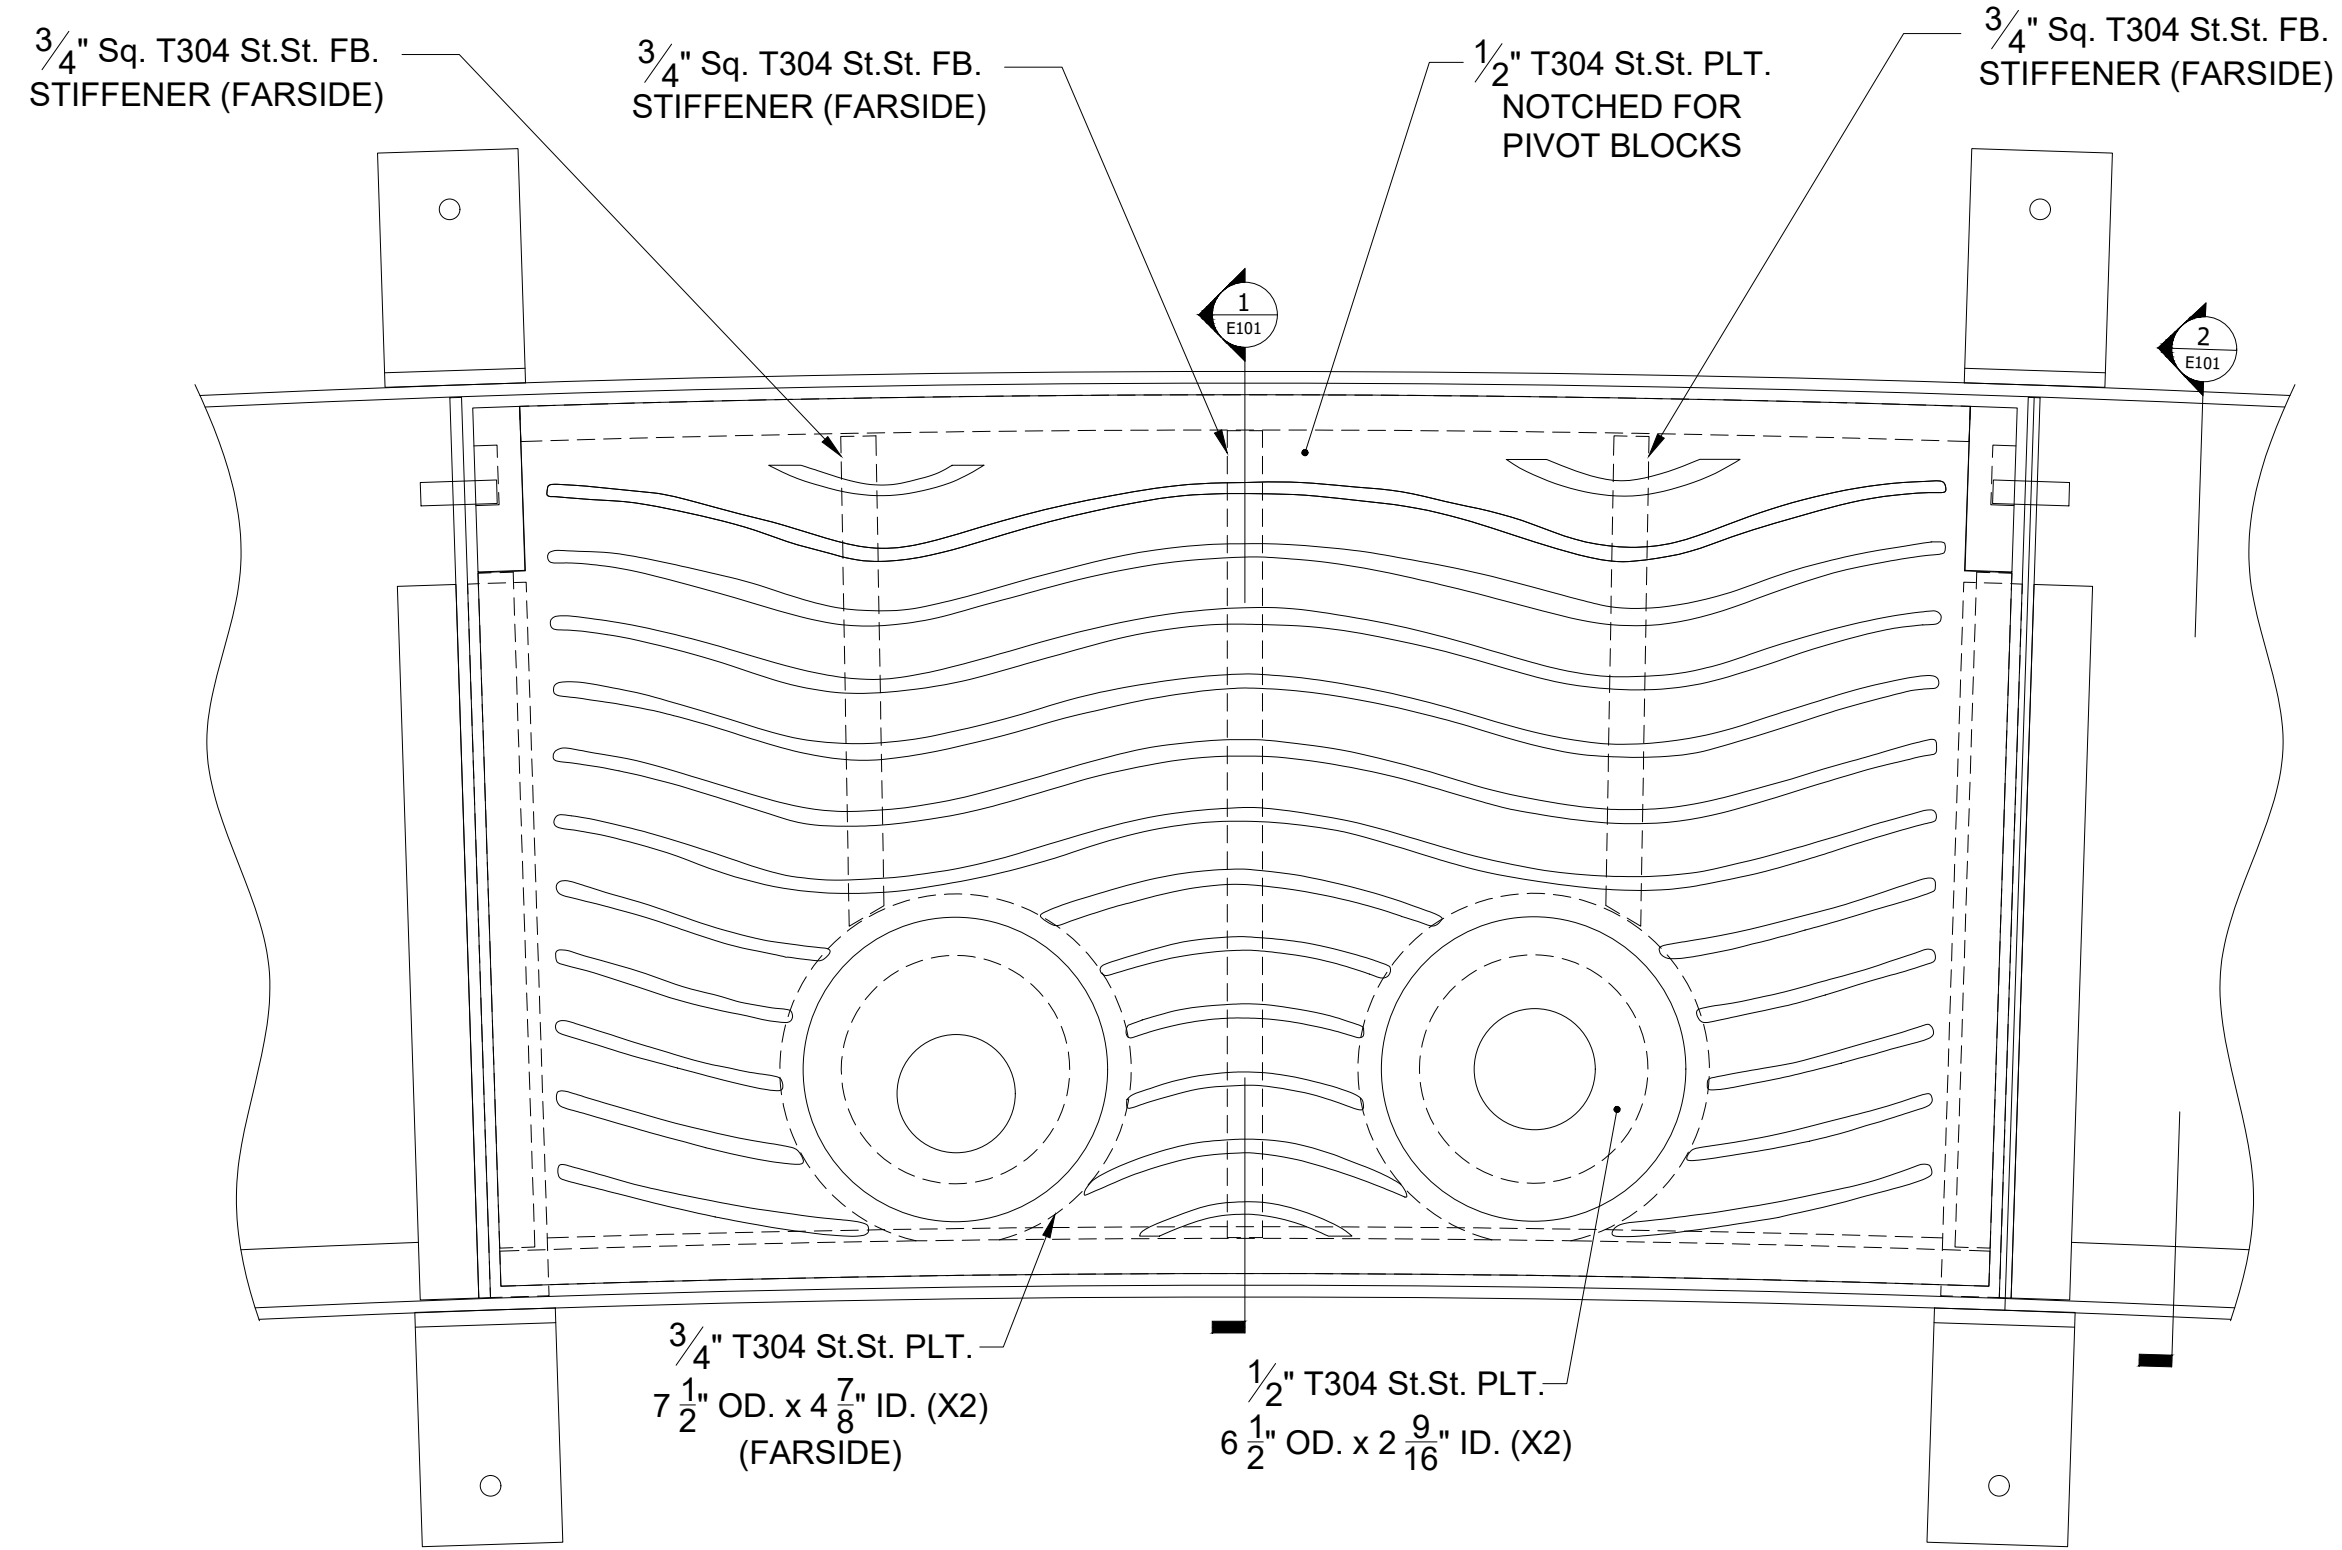 3/4" Sq. T304 St.St. FB.
STIFFENER (FARSIDE)
3/4" Sq. T304 St.St. FB.
STIFFENER (FARSIDE)
1/2" T304 St.St. PLT.
NOTCHED FOR
PIVOT BLOCKS
3/4" Sq. T304 St.St. FB.
STIFFENER (FARSIDE)
1
E101
2
E101
3/4" T304 St.St. PLT.
7 1/2" OD. x 4 7/8" ID. (X2)
(FARSIDE)
1/2" T304 St.St. PLT.
6 1/2" OD. x 2 9/16" ID. (X2)